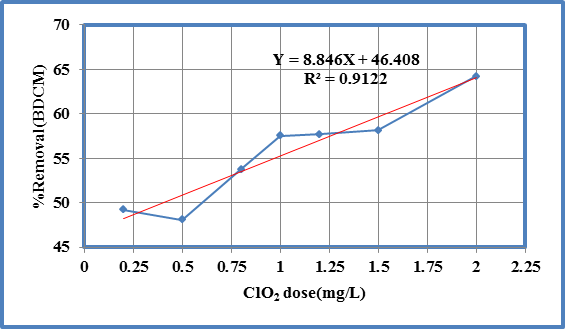 70
65
60
55
50
45
%Removal(BDCM)
Y = 8.846X + 46.408
R² = 0.9122
0 0.25 0.5 0.75 1 1.25 1.5 1.75 2 2.25
ClO₂ dose(mg/L)